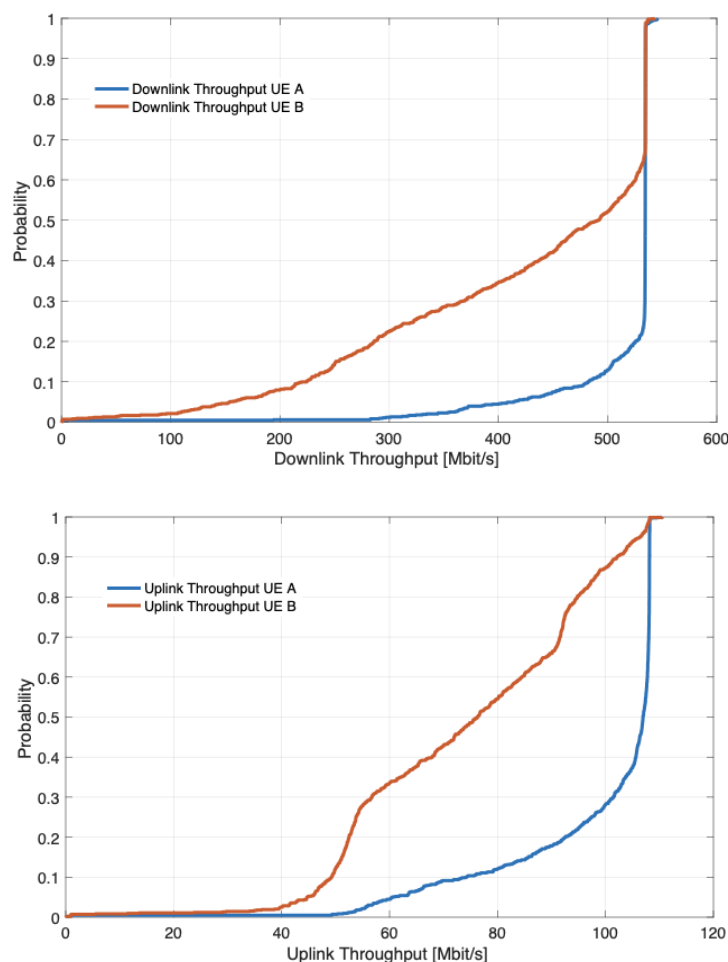 1
0.9
0.8
0.7
0.6
0.5
0.4
0.3
0.2
0.1
0
Probability
Downlink Throughput UE A
Downlink Throughput UE B
0 100 200 300 400 500 600
Downlink Throughput [Mbit/s]
1
0.9
0.8
0.7
0.6
0.5
0.4
0.3
0.2
0.1
0
Probability
Uplink Throughput UE A
Uplink Throughput UE B
0 20 40 60 80 100 120
Uplink Throughput [Mbit/s]